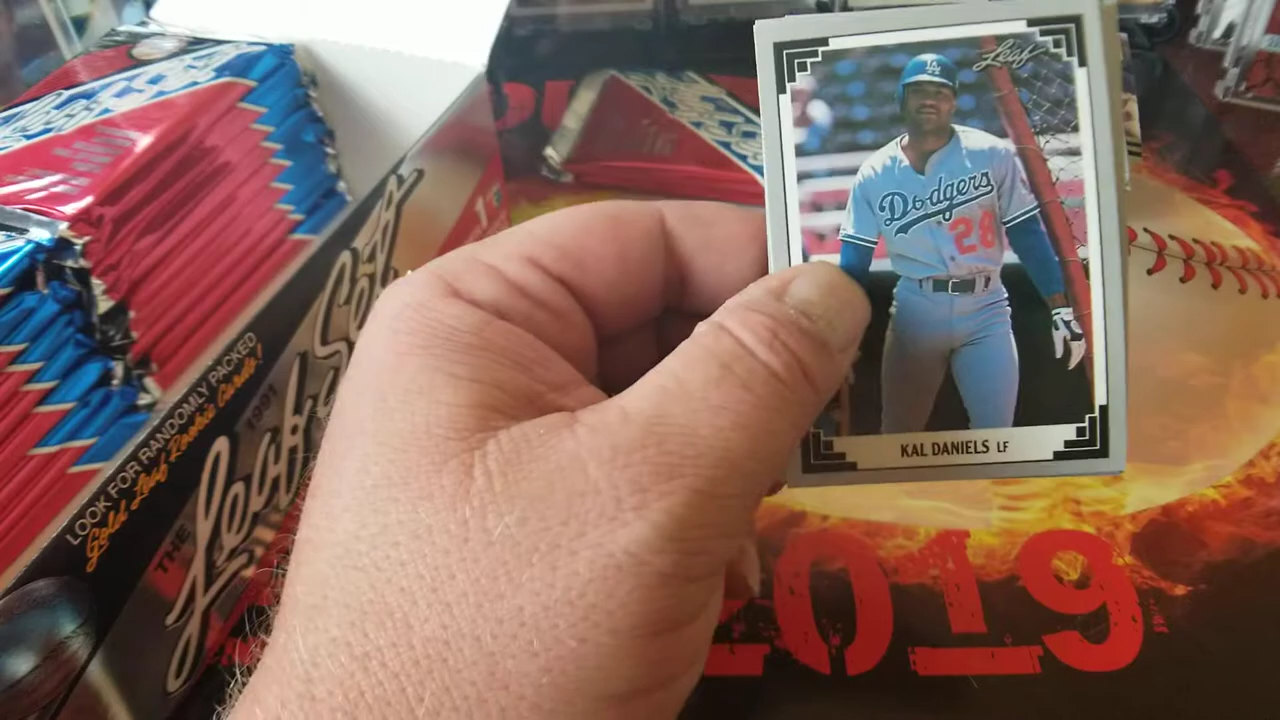 LA
Leaf
Dodgers
28
KAL DANIELS LF
LOOK FOR RANDOMLY PACKED
Gold Leaf Rookie Cards!
1991
THE Leaf Set
2019